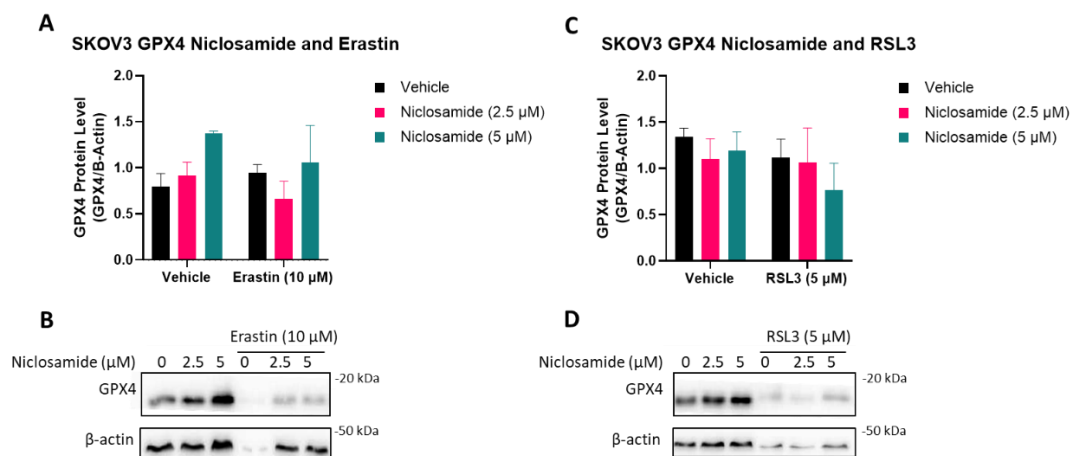 A
SKOV3 GPX4 Niclosamide and Erastin
GPX4 Protein Level
(GPX4/B-Actin)
2.0
1.5
1.0
0.5
0.0
Vehicle
Erastin (10 µM)
Vehicle
Niclosamide (2.5 µM)
Niclosamide (5 µM)
B
Erastin (10 µM)
Niclosamide (µM) 0 2.5 5 0 2.5 5
GPX4
-20 kDa
β-actin
-50 kDa
C
SKOV3 GPX4 Niclosamide and RSL3
GPX4 Protein Level
(GPX4/B-Actin)
2.0
1.5
1.0
0.5
0.0
Vehicle
RSL3 (5 µM)
Vehicle
Niclosamide (2.5 µM)
Niclosamide (5 µM)
D
RSL3 (5 µM)
Niclosamide (µM) 0 2.5 5 0 2.5 5
GPX4
-20 kDa
β-actin
-50 kDa